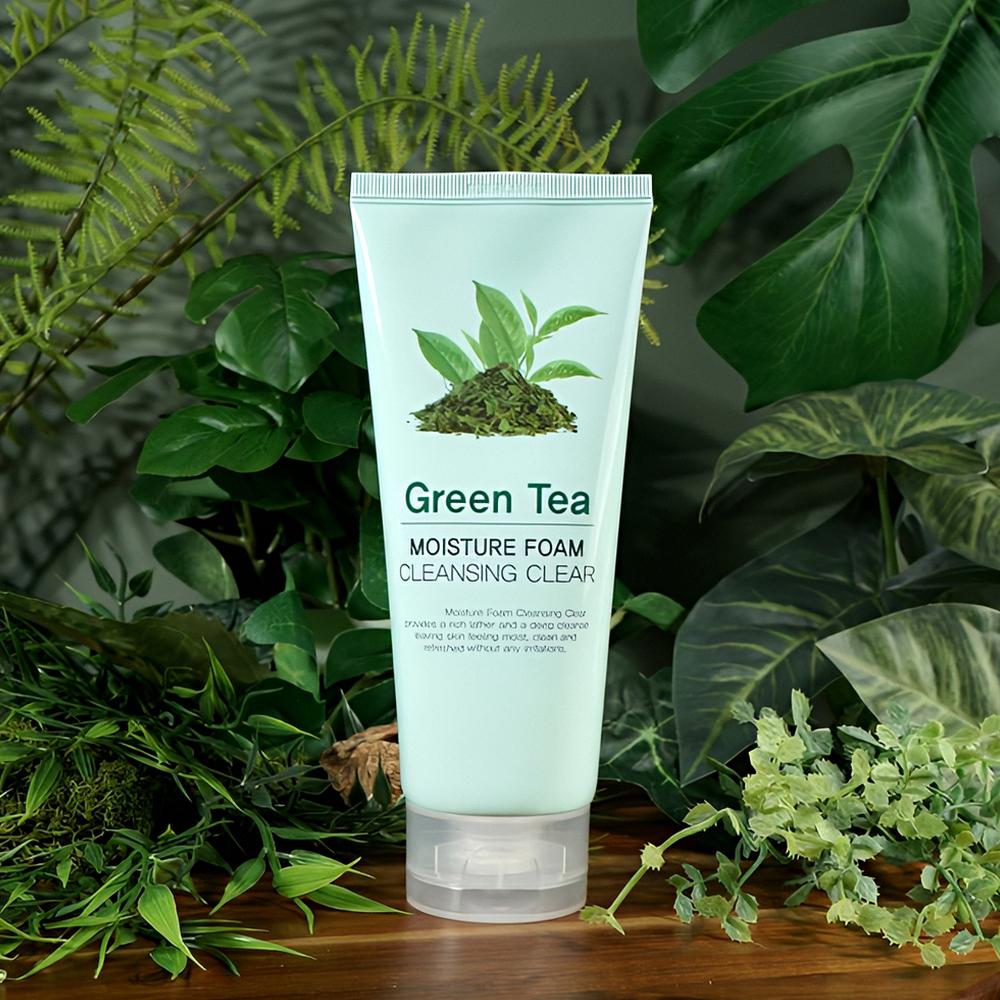 Green Tea
MOISTURE FOAM
CLEANSING CLEAR
Moisture Foam Cleansing Clear
provides a rich lather and a deep cleanse
leaving skin feeling moist, clean and
refreshed without any irritations.